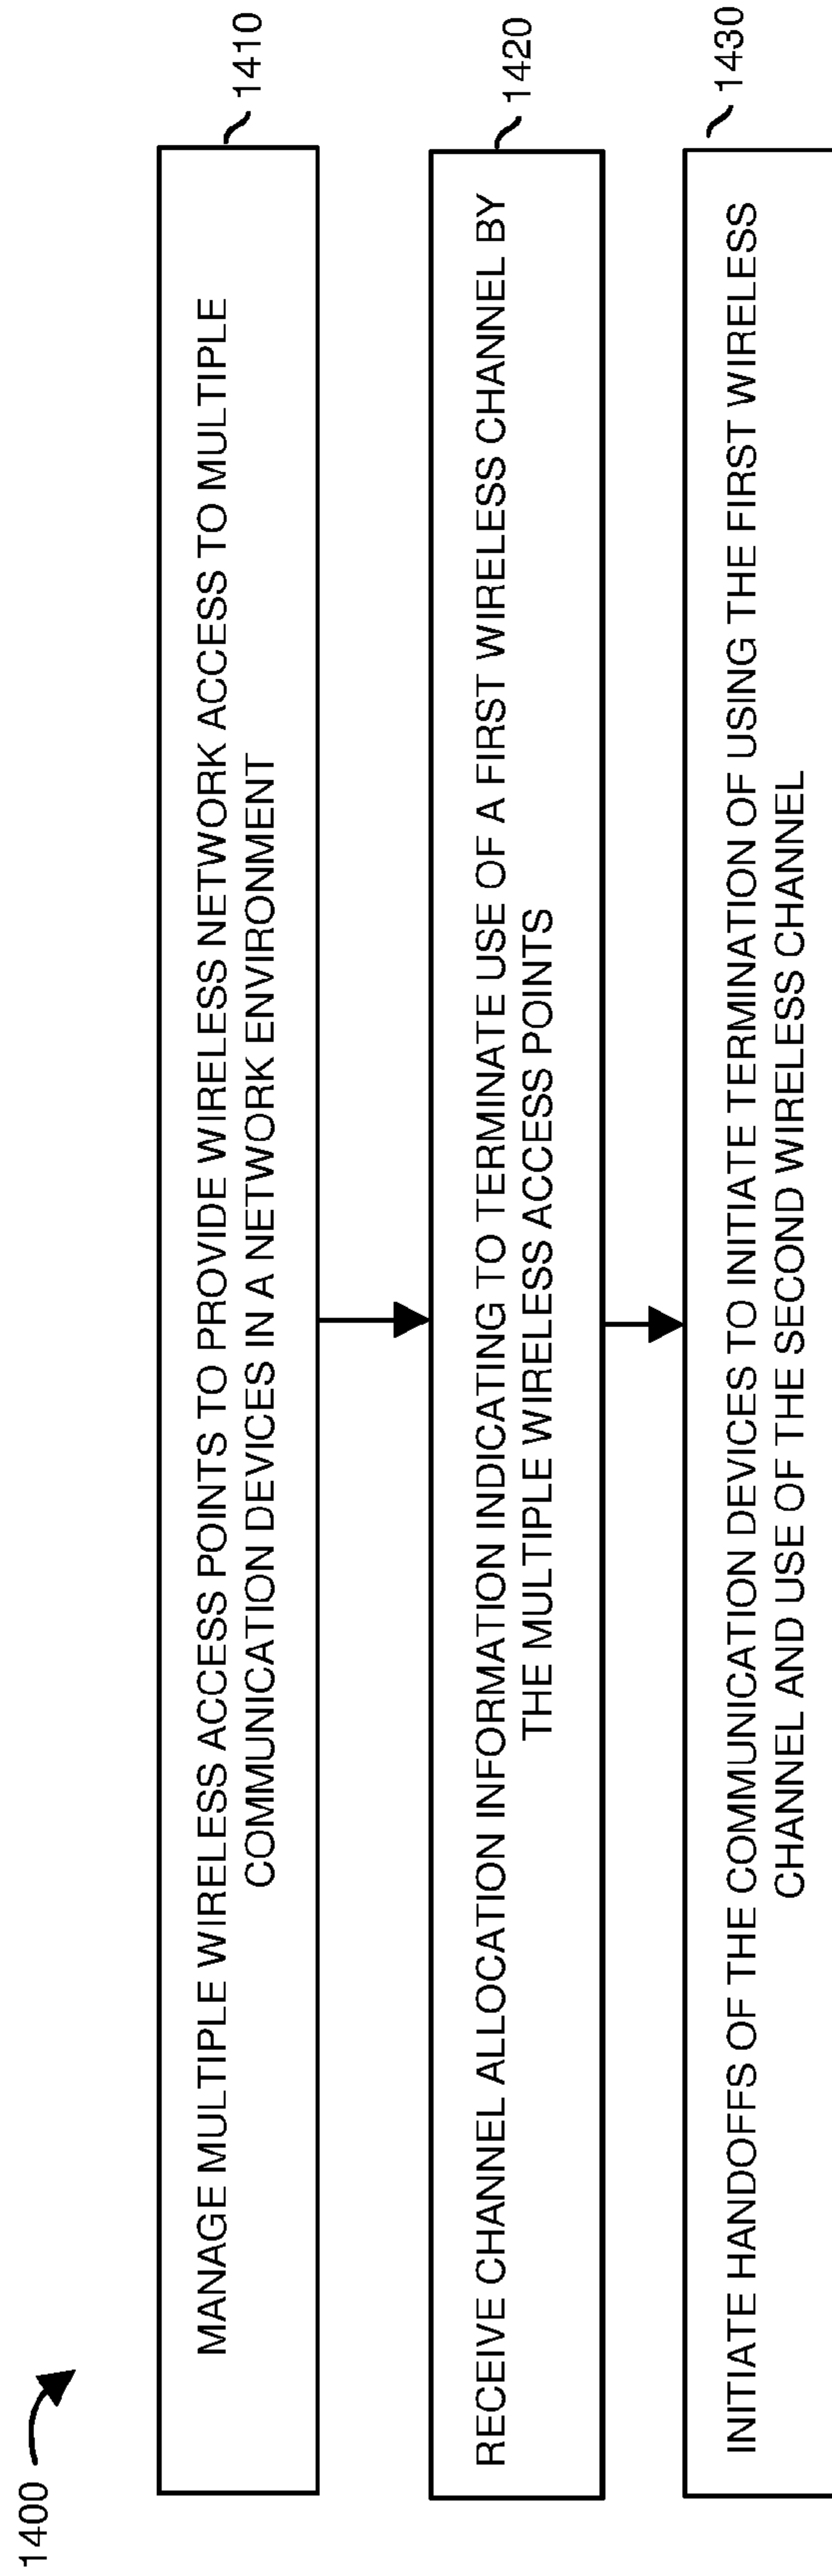 1400
MANAGE MULTIPLE WIRELESS ACCESS POINTS TO PROVIDE WIRELESS NETWORK ACCESS TO MULTIPLE
COMMUNICATION DEVICES IN A NETWORK ENVIRONMENT
1410
RECEIVE CHANNEL ALLOCATION INFORMATION INDICATING TO TERMINATE USE OF A FIRST WIRELESS CHANNEL BY
THE MULTIPLE WIRELESS ACCESS POINTS
1420
INITIATE HANDOFFS OF THE COMMUNICATION DEVICES TO INITIATE TERMINATION OF USING THE FIRST WIRELESS
CHANNEL AND USE OF THE SECOND WIRELESS CHANNEL
1430